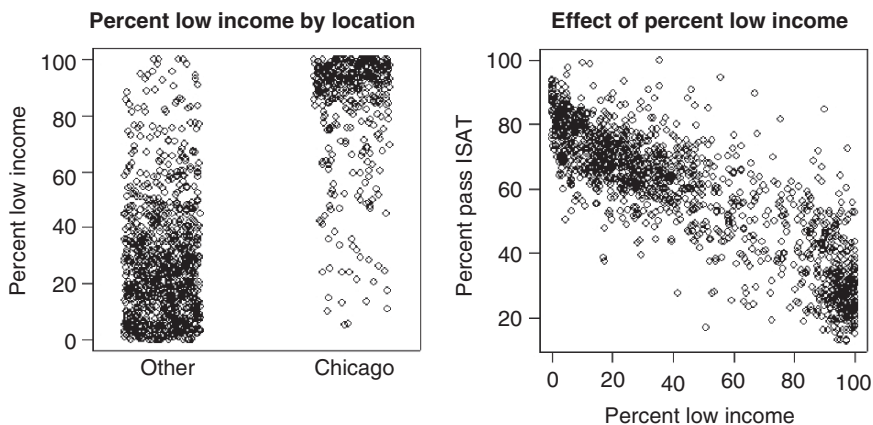 Percent low income by location
100
80
60
40
20
0
Percent low income
Other
Chicago
Effect of percent low income
100
80
60
40
20
Percent pass ISAT
0
20
40
60
80
100
Percent low income